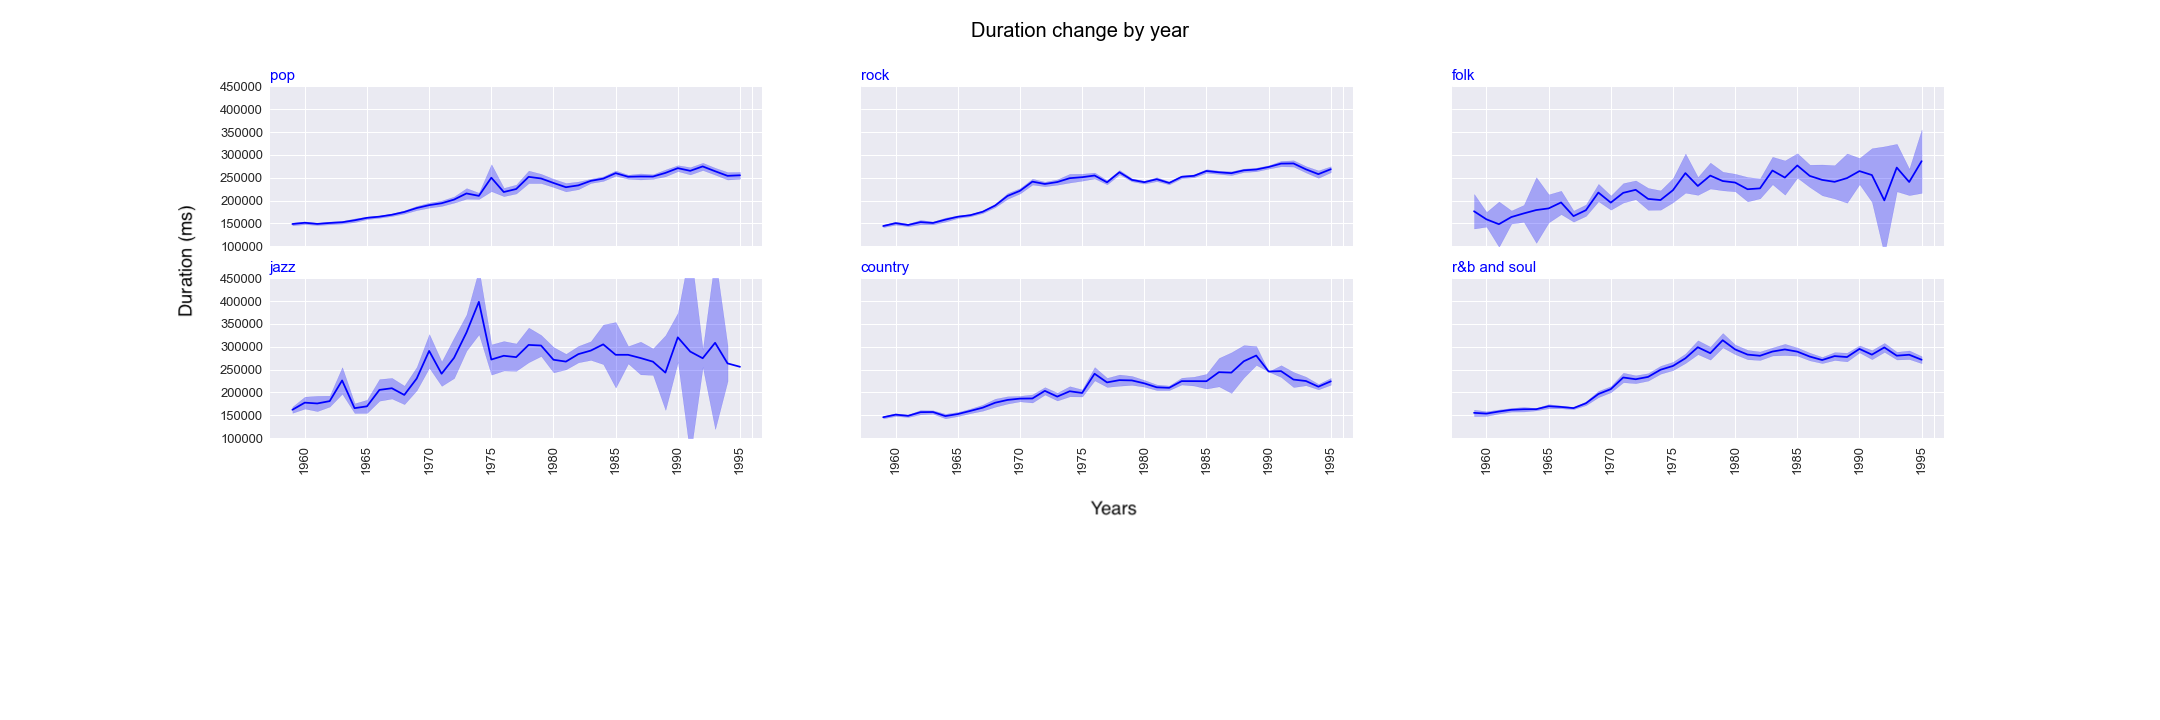 Duration change by year
pop
rock
folk
450000
400000
350000
300000
250000
200000
150000
100000
jazz
country
r&b and soul
450000
400000
350000
300000
250000
200000
150000
100000
Duration (ms)
1960 1965 1970 1975 1980 1985 1990 1995
1960 1965 1970 1975 1980 1985 1990 1995
1960 1965 1970 1975 1980 1985 1990 1995
Years